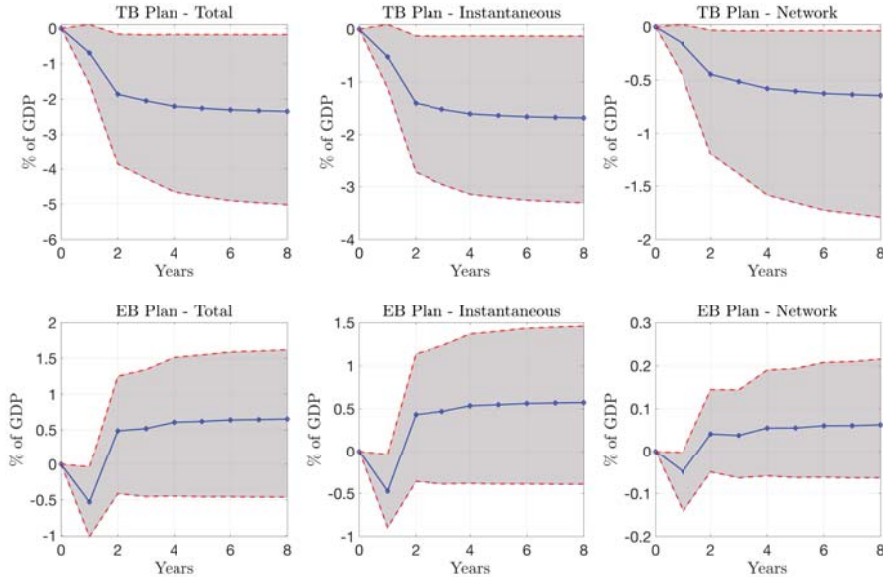 TB Plan - Total
TB Plan - Instantaneous
TB Plan - Network
% of GDP
0
-1
-2
-3
-4
-5
-6
0 2 4 6 8
Years
% of GDP
0
-1
-2
-3
-4
0 2 4 6 8
Years
% of GDP
0
-0.5
-1
-1.5
-2
0 2 4 6 8
Years
EB Plan - Total
EB Plan - Instantaneous
EB Plan - Network
% of GDP
2
1.5
1
0.5
0
-0.5
-1
0 2 4 6 8
Years
% of GDP
1.5
1
0.5
0
-0.5
-1
0 2 4 6 8
Years
% of GDP
0.3
0.2
0.1
0
-0.1
-0.2
0 2 4 6 8
Years